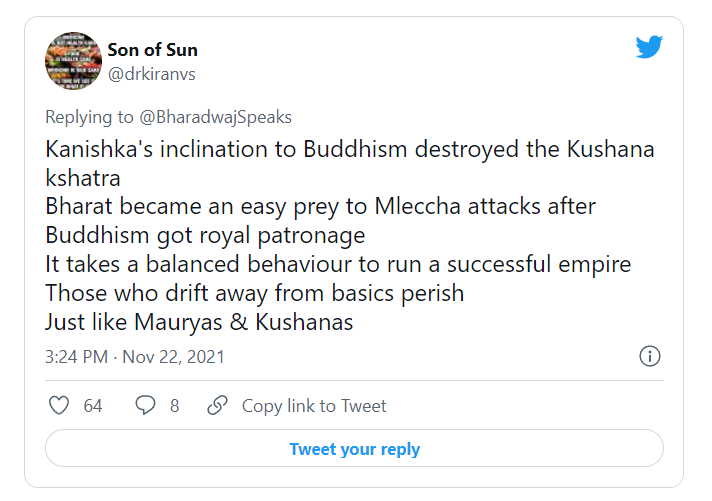 Son of Sun
@drkiranvs
Replying to @BharadwajSpeaks
Kanishka's inclination to Buddhism destroyed the Kushana
kshatra
Bharat became an easy prey to Mleccha attacks after
Buddhism got royal patronage
It takes a balanced behaviour to run a successful empire
Those who drift away from basics perish
Just like Mauryas & Kushanas
3:24 PM · Nov 22, 2021
64 8 Copy link to Tweet
Tweet your reply